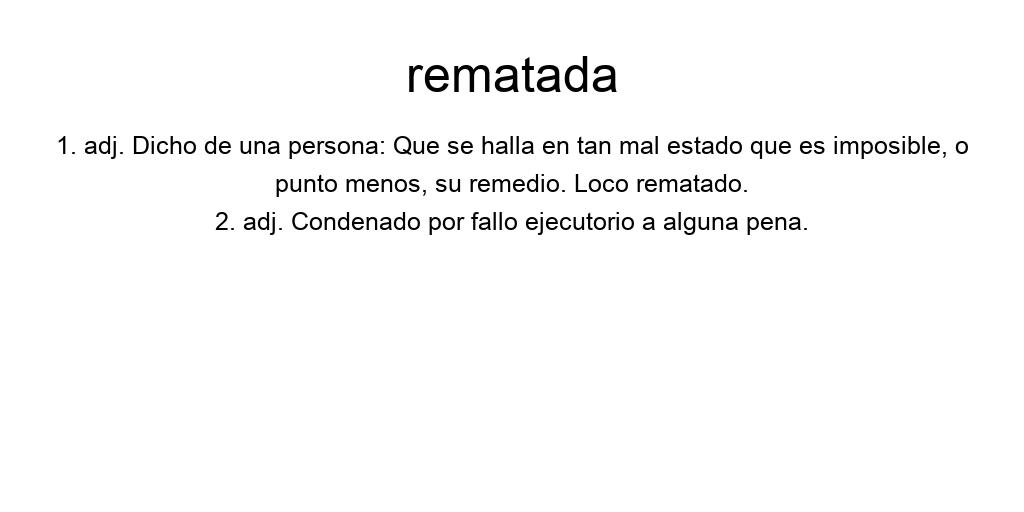 rematada
1. adj. Dicho de una persona: Que se halla en tan mal estado que es imposible, o
punto menos, su remedio. Loco rematado.
2. adj. Condenado por fallo ejecutorio a alguna pena.